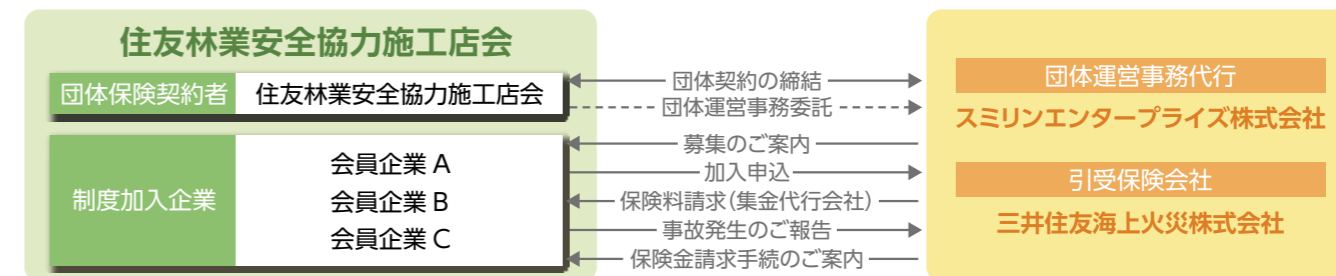 住友林業安全協力施工店会
団体保険契約者
住友林業安全協力施工店会
制度加入企業
会員企業 A
会員企業 B
会員企業 C
団体契約の締結
団体運営事務委託
募集のご案内
加入申込
保険料請求(集金代行会社)
事故発生のご報告
保険金請求手続のご案内
団体運営事務代行
スミリンエンタープライズ株式会社
引受保険会社
三井住友海上火災株式会社